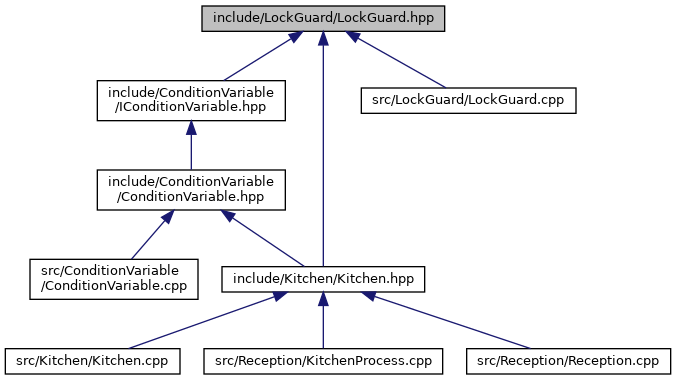 include/LockGuard/LockGuard.hpp
include/ConditionVariable
/IConditionVariable.hpp
src/LockGuard/LockGuard.cpp
include/ConditionVariable
/ConditionVariable.hpp
src/ConditionVariable
/ConditionVariable.cpp
include/Kitchen/Kitchen.hpp
src/Kitchen/Kitchen.cpp
src/Reception/KitchenProcess.cpp
src/Reception/Reception.cpp